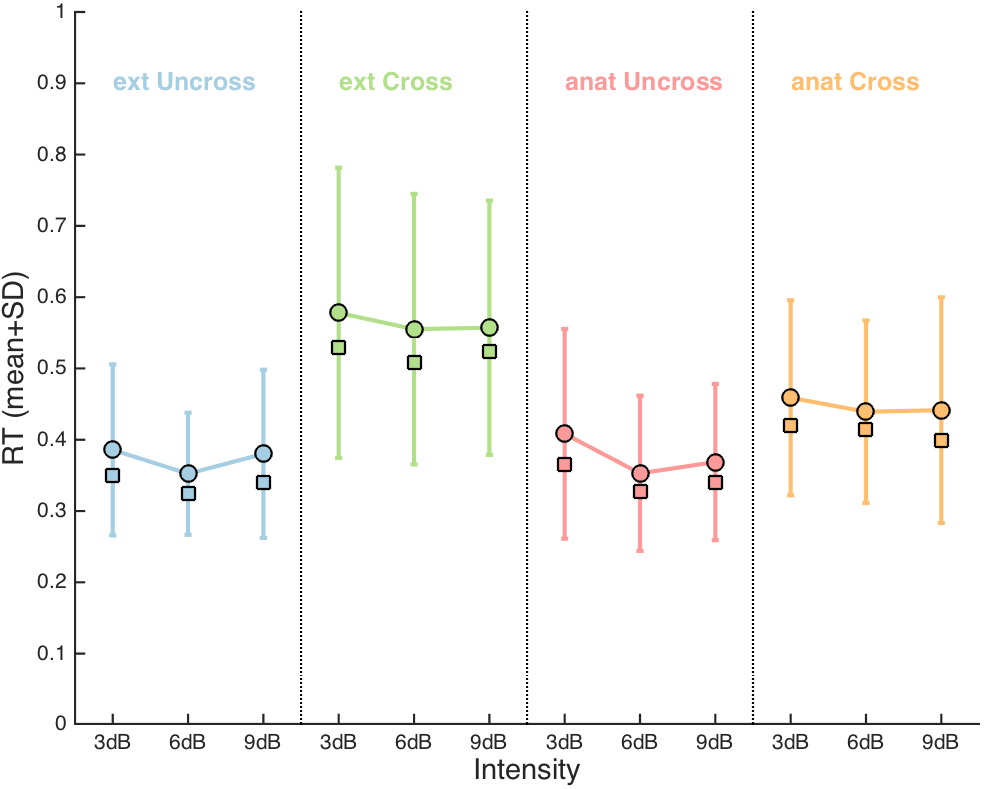 1
0.9
0.8
0.7
0.6
0.5
0.4
0.3
0.2
0.1
0
RT (mean+SD)
ext Uncross
ext Cross
anat Uncross
anat Cross
3dB 6dB 9dB 3dB 6dB 9dB 3dB 6dB 9dB 3dB 6dB 9dB
Intensity